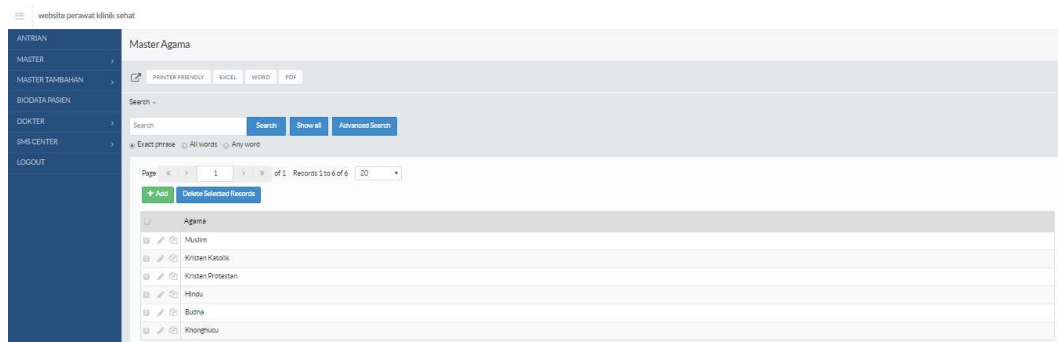 website perawat klinik sehat
ANTRIAN
MASTER
MASTER TAMBAHAN
BIODATA PASIEN
DOKTER
SMS CENTER
LOGOUT
Master Agama
PRINTER FRIENDLY EXCEL WORD PDF
Search
Search Search Show all Advanced Search
Exact phrase All words Any word
Page 1 of 1 Records 1 to 6 of 6 20
+ Add Delete Selected Records
Agama
Muslim
Kristen Katolik
Kristen Protestan
Hindu
Budha
Khonghucu